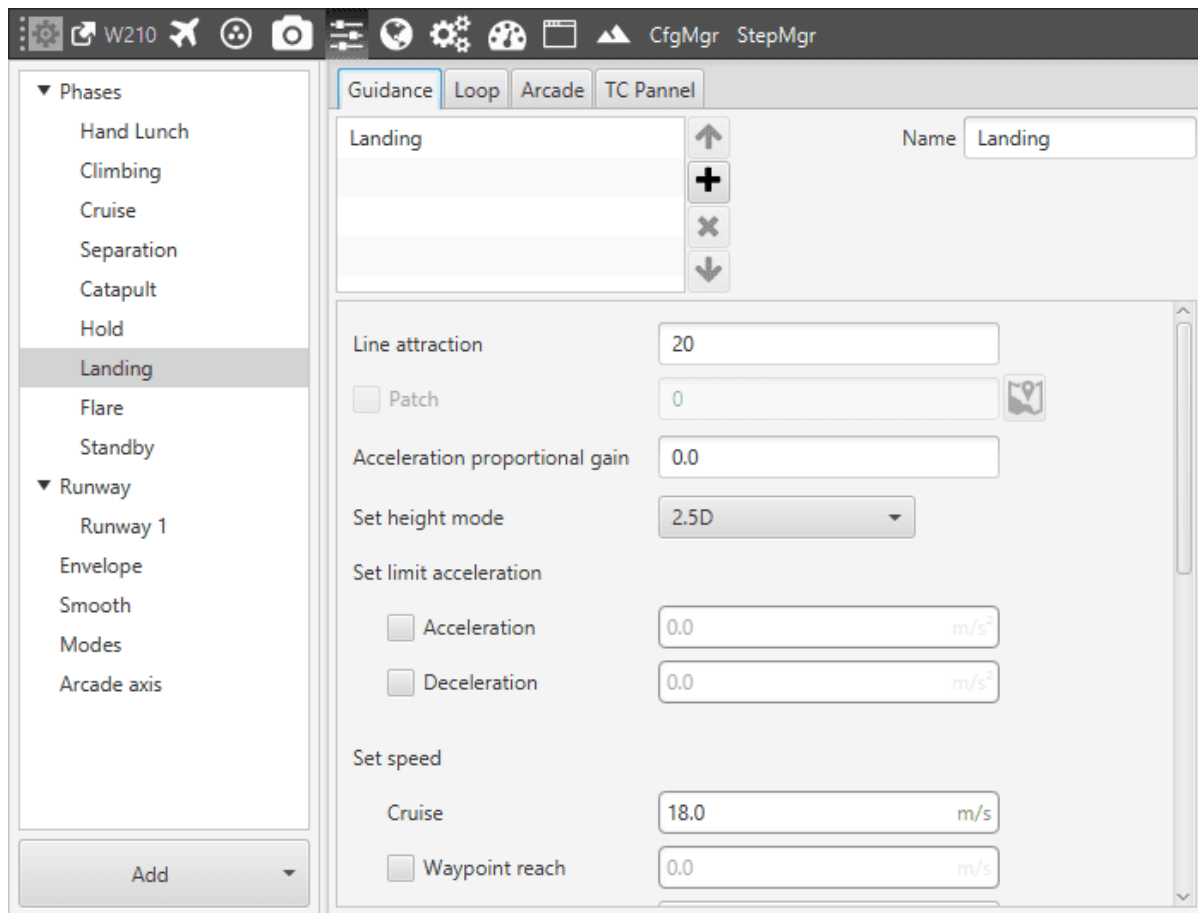 W210 CfgMgr StepMgr
Phases
Hand Lunch
Climbing
Cruise
Separation
Catapult
Hold
Landing
Flare
Standby
Runway
Runway 1
Envelope
Smooth
Modes
Arcade axis
Add
Guidance Loop Arcade TC Pannel
Landing
Name Landing
Line attraction 20
Patch 0
Acceleration proportional gain 0.0
Set height mode 2.5D
Set limit acceleration
Acceleration 0.0 m/s²
Deceleration 0.0 m/s²
Set speed
Cruise 18.0 m/s
Waypoint reach 0.0 m/s